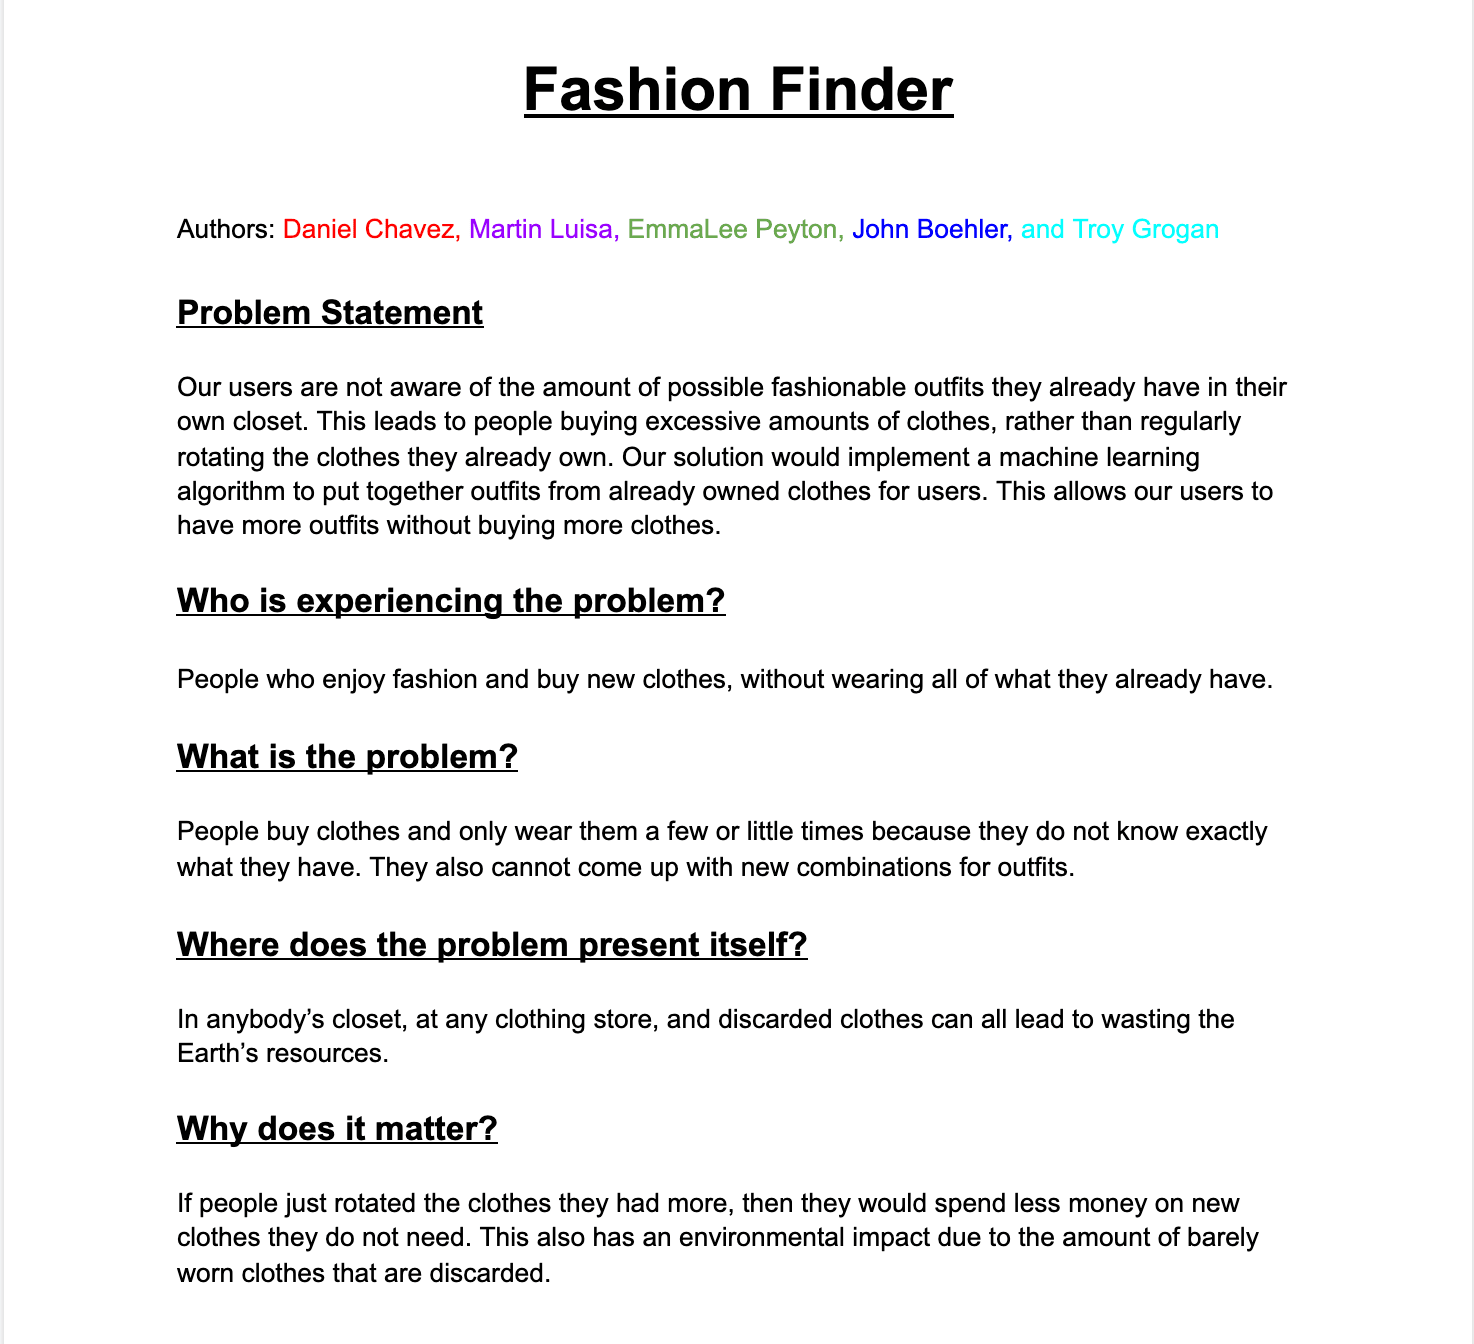 Fashion Finder
Authors: Daniel Chavez, Martin Luisa, EmmaLee Peyton, John Boehler, and Troy Grogan
Problem Statement
Our users are not aware of the amount of possible fashionable outfits they already have in their
own closet. This leads to people buying excessive amounts of clothes, rather than regularly
rotating the clothes they already own. Our solution would implement a machine learning
algorithm to put together outfits from already owned clothes for users. This allows our users to
have more outfits without buying more clothes.
Who is experiencing the problem?
People who enjoy fashion and buy new clothes, without wearing all of what they already have.
What is the problem?
People buy clothes and only wear them a few or little times because they do not know exactly
what they have. They also cannot come up with new combinations for outfits.
Where does the problem present itself?
In anybody’s closet, at any clothing store, and discarded clothes can all lead to wasting the
Earth’s resources.
Why does it matter?
If people just rotated the clothes they had more, then they would spend less money on new
clothes they do not need. This also has an environmental impact due to the amount of barely
worn clothes that are discarded.